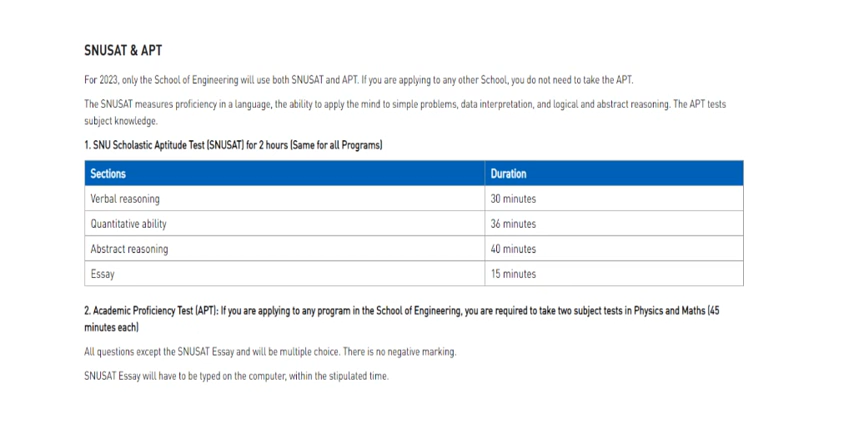 SNUSAT & APT
For 2023, only the School of Engineering will use both SNUSAT and APT. If you are applying to any other School, you do not need to take the APT.
The SNUSAT measures proficiency in a language, the ability to apply the mind to simple problems, data interpretation, and logical and abstract reasoning. The APT tests
subject knowledge.
1. SNU Scholastic Aptitude Test (SNUSAT) for 2 hours (Same for all Programs)
Sections Duration
Verbal reasoning 30 minutes
Quantitative ability 36 minutes
Abstract reasoning 40 minutes
Essay 15 minutes
2. Academic Proficiency Test (APT): If you are applying to any program in the School of Engineering, you are required to take two subject tests in Physics and Maths (45
minutes each)
All questions except the SNUSAT Essay and will be multiple choice. There is no negative marking.
SNUSAT Essay will have to be typed on the computer, within the stipulated time.